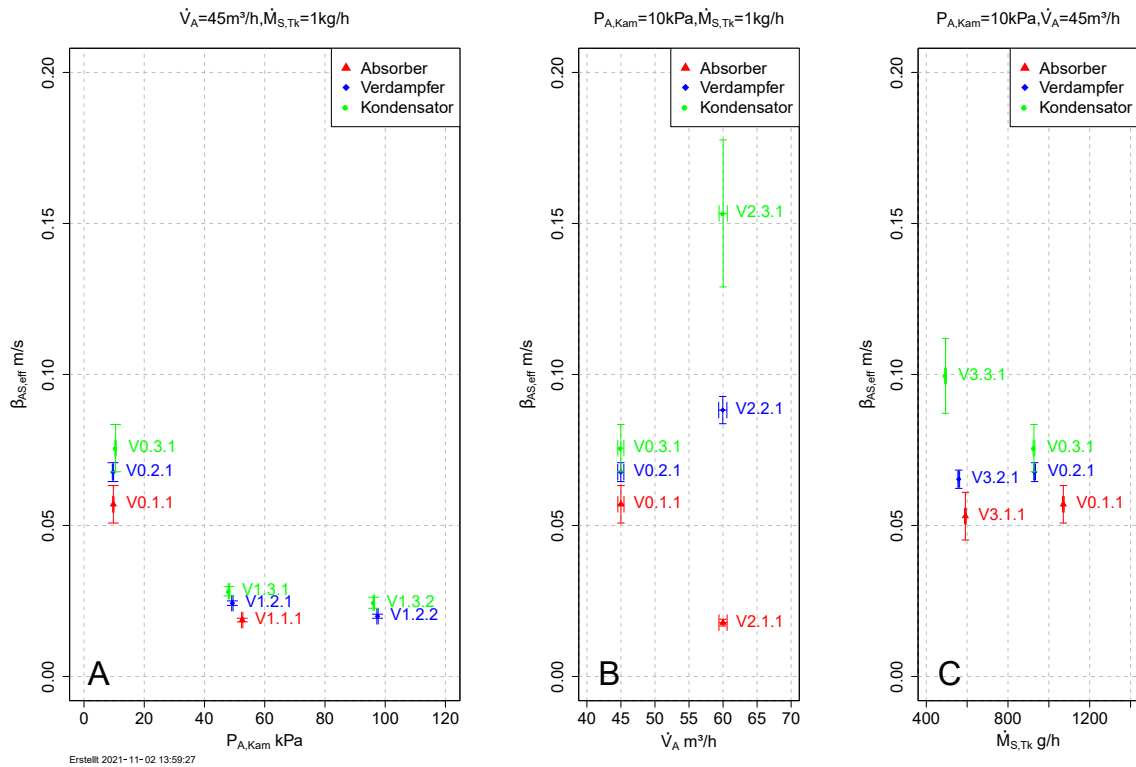 V̇A=45m³/h,ṀS,Tk=1kg/h
Absorber
Verdampfer
Kondensator
βAS,eff m/s
0.20
0.15
0.10
0.05
0.00
V0.3.1
V0.2.1
V0.1.1
V1.3.1
V1.2.1
V1.1.1
V1.3.2
V1.2.2
A
0 20 40 60 80 100 120
PA,Kam kPa
Erstellt 2021-11-02 13:59:27
PA,Kam=10kPa,ṀS,Tk=1kg/h
Absorber
Verdampfer
Kondensator
βAS,eff m/s
0.20
0.15
0.10
0.05
0.00
V2.3.1
V2.2.1
V0.3.1
V0.2.1
V0.1.1
V2.1.1
B
40 45 50 55 60 65 70
V̇A m³/h
PA,Kam=10kPa,V̇A=45m³/h
Absorber
Verdampfer
Kondensator
βAS,eff m/s
0.20
0.15
0.10
0.05
0.00
V3.3.1
V0.3.1
V3.2.1
V0.2.1
V3.1.1
V0.1.1
C
400 800 1400
ṀS,Tk g/h